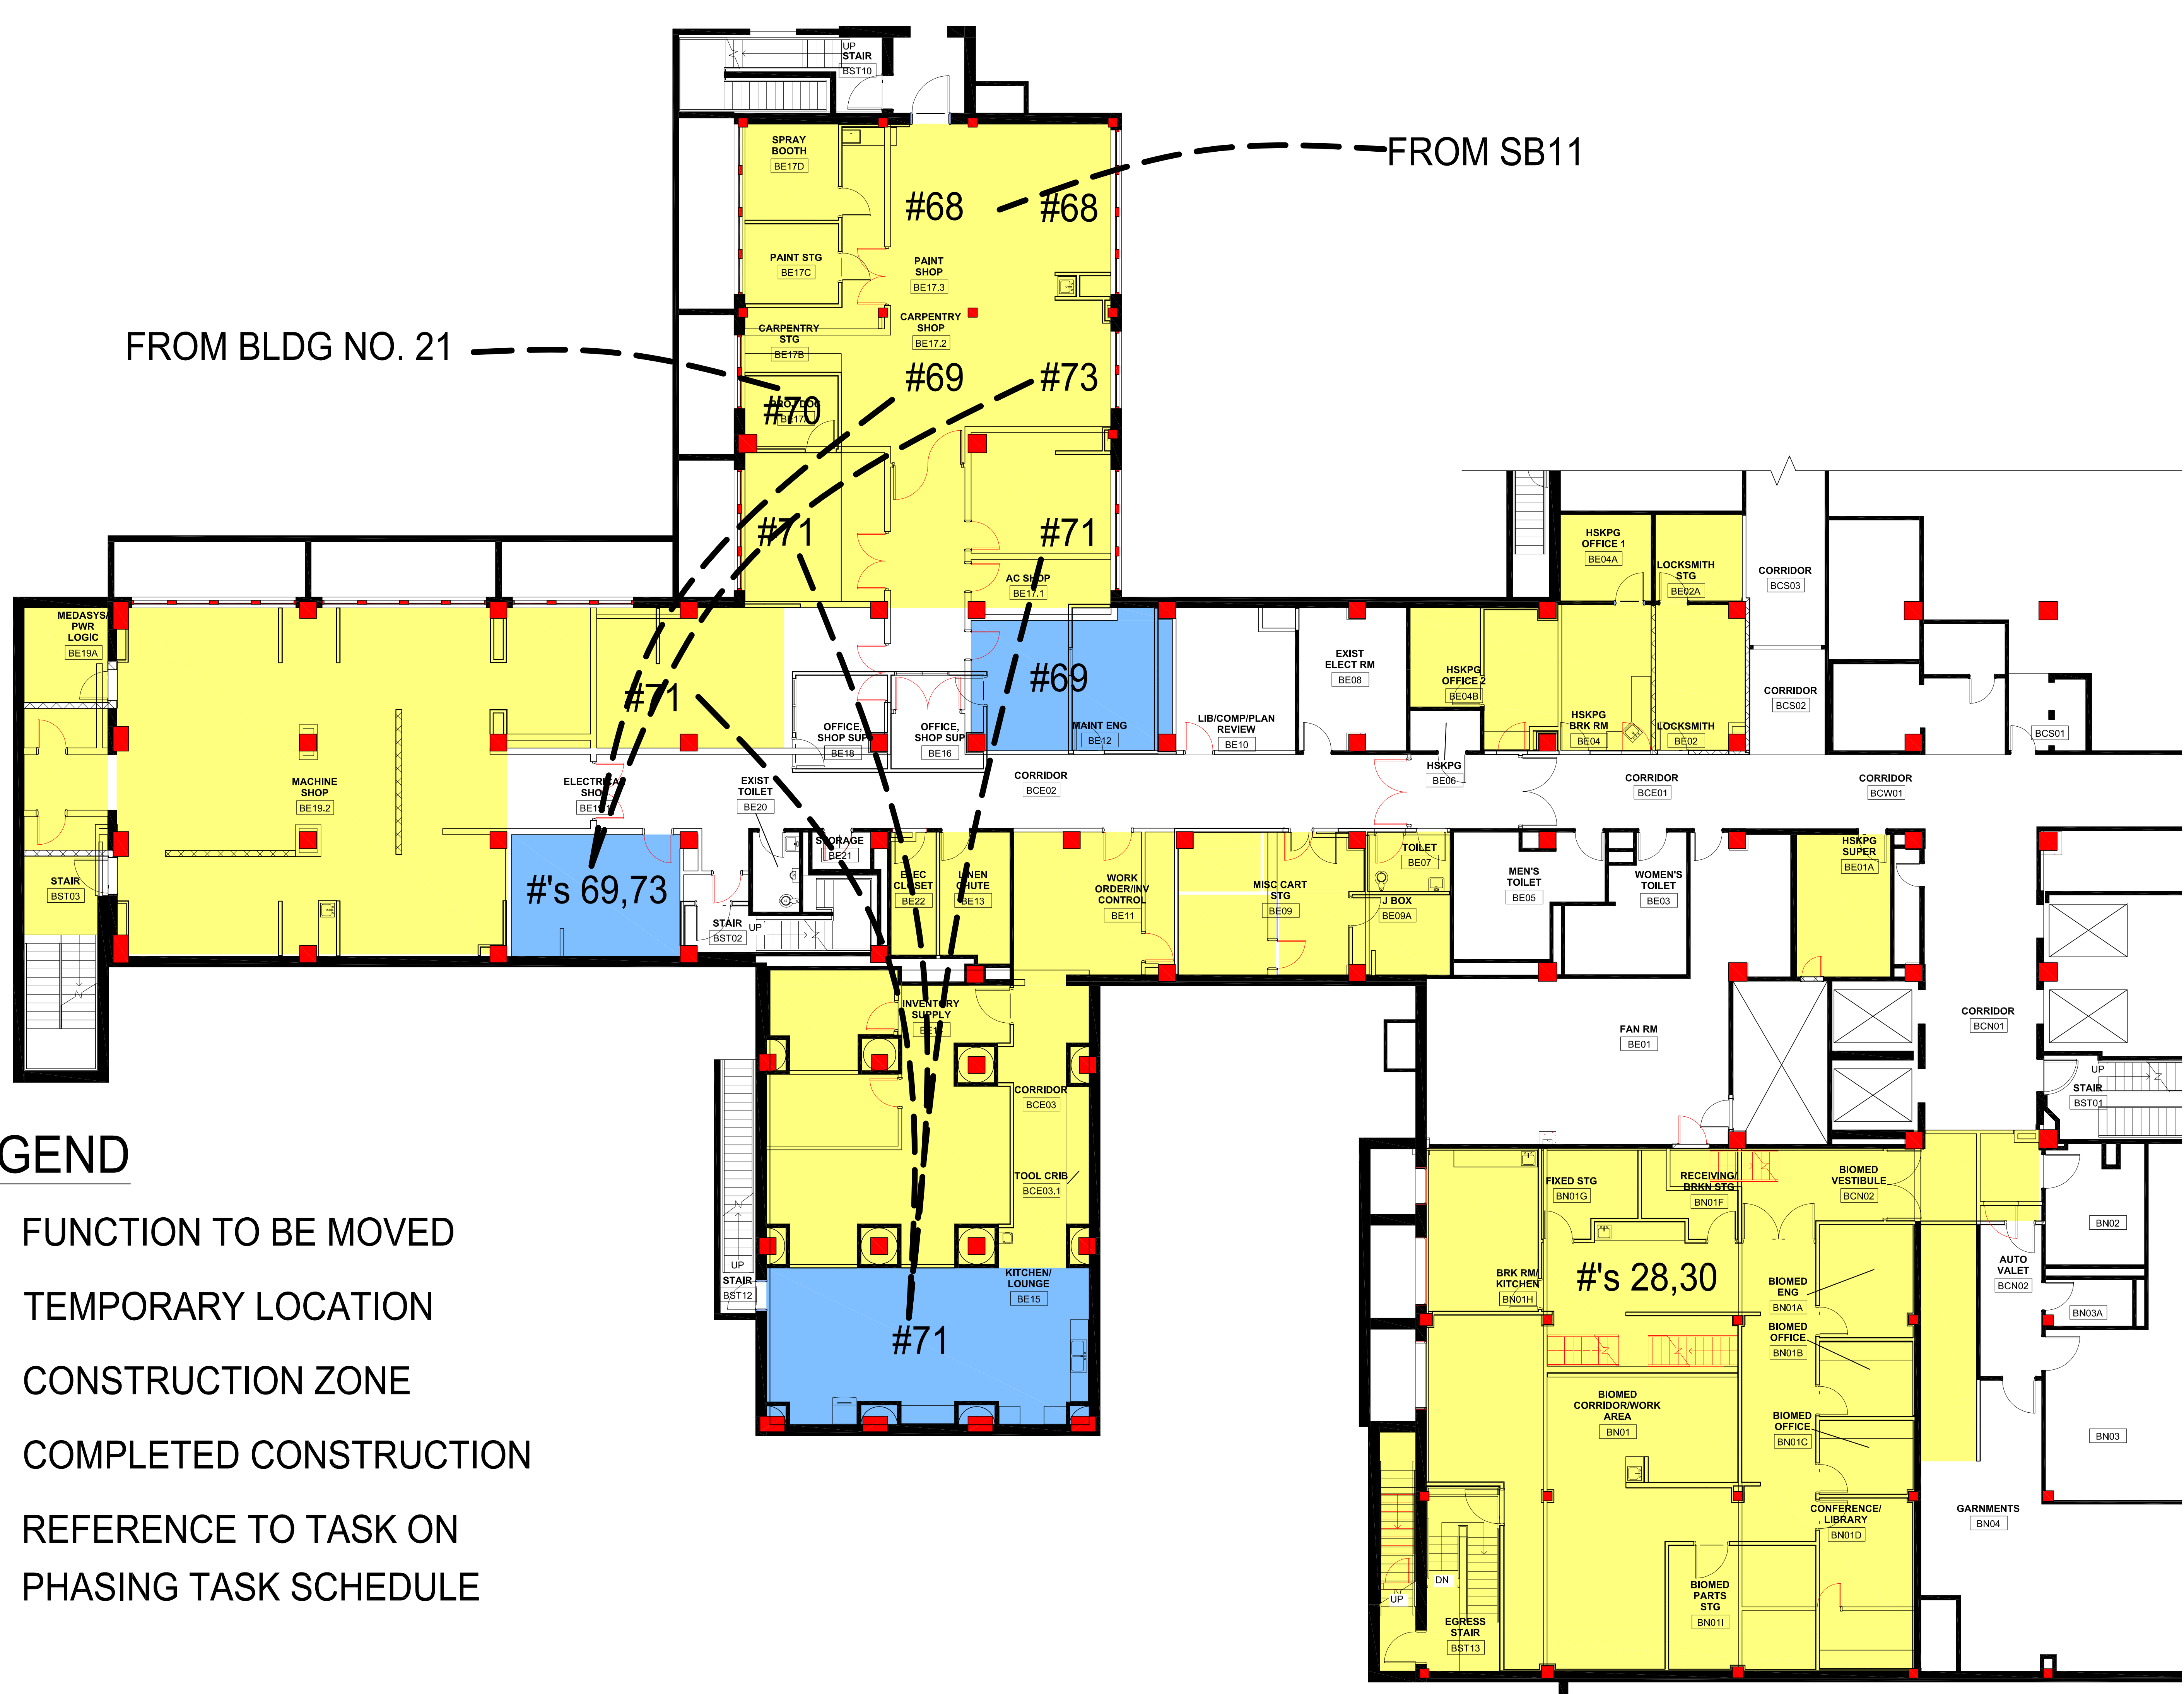 UP
STAIR
BST10
SPRAY
BOOTH
BE17D
FROM SB11
#68
#68
PAINT STG
BE17C
PAINT
SHOP
BE17.3
CARPENTRY
STG
BE17B
CARPENTRY
SHOP
BE17.2
FROM BLDG NO. 21
#69
#73
#70
#71
#71
AC SHOP
BE17.1
HSKPG
OFFICE 1
BE04A
LOCKSMITH
STG
BE02A
CORRIDOR
BCS03
MEDASYS/
PWR
LOGIC
BE19A
#71
#69
MAINT ENG
BE12
LIB/COMP/PLAN
REVIEW
BE10
EXIST
ELECT RM
BE08
HSKPG
OFFICE 2
BE04B
HSKPG
BRK RM
BE04
LOCKSMITH
BE02
CORRIDOR
BCS02
BCS01
OFFICE,
SHOP SUP
BE18
OFFICE,
SHOP SUP
BE16
MACHINE
SHOP
BE19.2
ELECTRICAL
SHOP
EXIST
TOILET
BE20
CORRIDOR
BCE02
HSKPG
BE06
CORRIDOR
BCE01
CORRIDOR
BCW01
STORAGE
BE21
STAIR
BST03
#'s 69,73
STAIR
BST02
UP
ELEC
CLOSET
BE22
LINEN
CHUTE
BE13
WORK
ORDER/INV
CONTROL
BE11
MISC CART
STG
BE09
TOILET
BE07
J BOX
BE09A
MEN'S
TOILET
BE05
WOMEN'S
TOILET
BE03
HSKPG
SUPER
BE01A
INVENTORY
SUPPLY
FAN RM
BE01
CORRIDOR
BCN01
CORRIDOR
BCE03
UP
STAIR
BST01
TOOL CRIB
BCE03.1
UP
STAIR
BST12
KITCHEN/
LOUNGE
BE15
#71
GEND
FUNCTION TO BE MOVED
TEMPORARY LOCATION
CONSTRUCTION ZONE
COMPLETED CONSTRUCTION
REFERENCE TO TASK ON
PHASING TASK SCHEDULE
FIXED STG
BN01G
RECEIVING/
BRKN STG
BN01F
BIOMED
VESTIBULE
BCN02
BN02
BRK RM/
KITCHEN
BN01H
#'s 28,30
BIOMED
ENG
BN01A
AUTO
VALET
BCN02
BN03A
BIOMED
OFFICE
BN01B
BIOMED
CORRIDOR/WORK
AREA
BN01
BIOMED
OFFICE
BN01C
BN03
CONFERENCE/
LIBRARY
BN01D
GARNMENTS
BN04
DN
UP
EGRESS
STAIR
BST13
BIOMED
PARTS
STG
BN01I